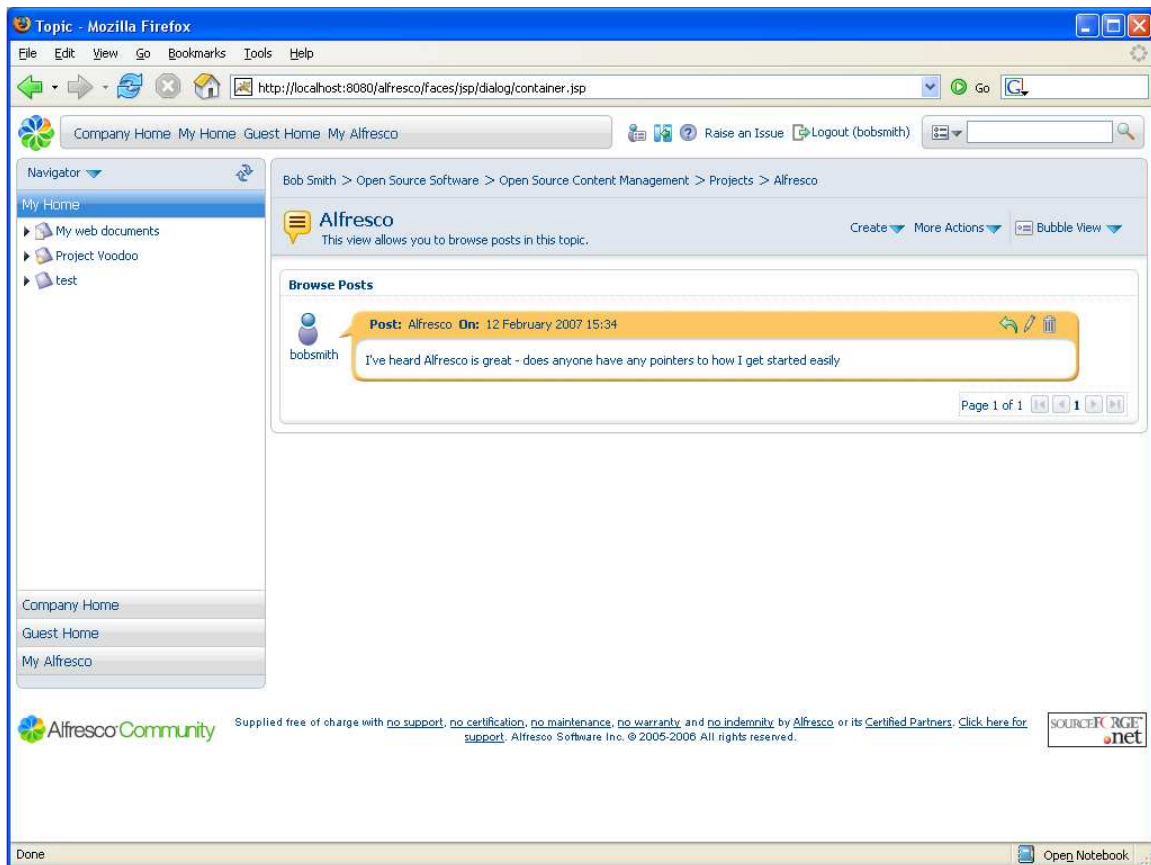 Topic - Mozilla Firefox
File Edit View Go Bookmarks Tools Help
http://localhost:8080/alfresco/faces/jsp/dialog/container.jsp Go G
Company Home My Home Guest Home My Alfresco Raise an Issue Logout (bobsmith)
Navigator
My Home
My web documents
Project Voodoo
test
Company Home
Guest Home
My Alfresco
Bob Smith > Open Source Software > Open Source Content Management > Projects > Alfresco
Alfresco
This view allows you to browse posts in this topic.
Create More Actions Bubble View
Browse Posts
bobsmith
Post: Alfresco On: 12 February 2007 15:34
I've heard Alfresco is great - does anyone have any pointers to how I get started easily
Page 1 of 1 1
Alfresco Community
Supplied free of charge with no support, no certification, no maintenance, no warranty and no indemnity by Alfresco or its Certified Partners. Click here for
support. Alfresco Software Inc. © 2005-2006 All rights reserved.
SOURCEFORGE
.net
Done Open Notebook